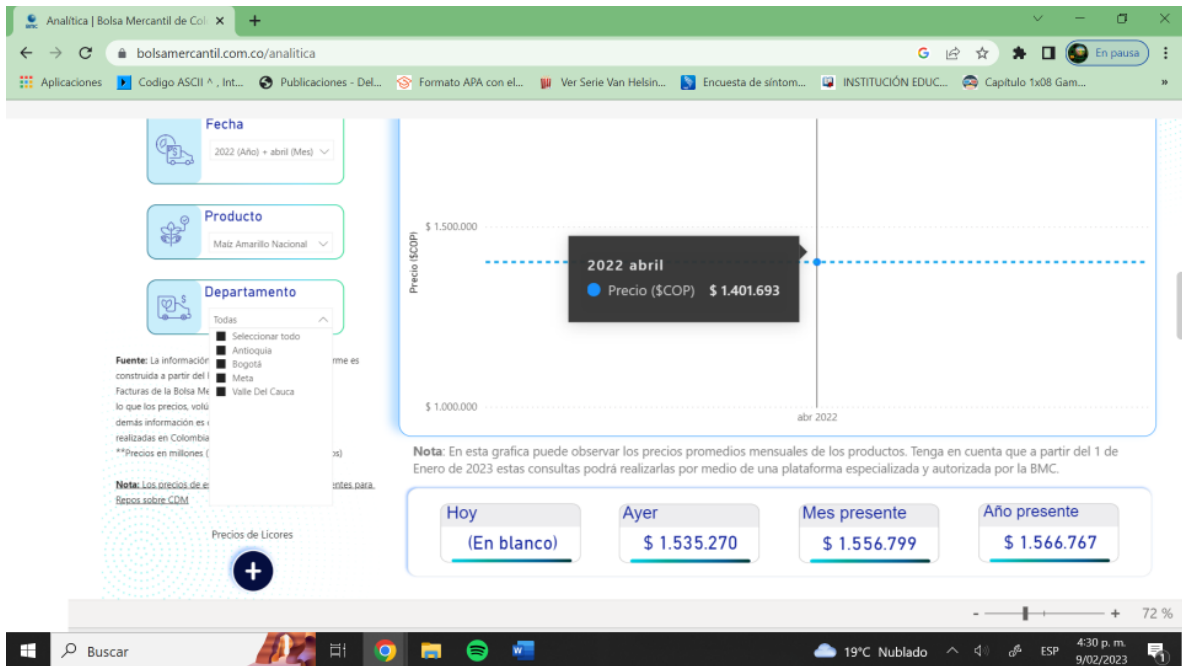 Analítica | Bolsa Mercantil de Col
bolsamercantil.com.co/analitica
En pausa
Aplicaciones
Codigo ASCII ^ , Int...
Publicaciones - Del...
Formato APA con el...
Ver Serie Van Helsin...
Encuesta de síntom...
INSTITUCIÓN EDUC...
Capítulo 1x08 Gam...
»
Fecha
2022 (Año) + abril (Mes)
Producto
Maíz Amarillo Nacional
Departamento
Todas
Seleccionar todo
Antioquia
Bogotá
Meta
Valle Del Cauca
Fuente: La información rme es
construida a partir del
Facturas de la Bolsa Me
lo que los precios, volú
demás información es
realizadas en Colombia
**Precios en millones ( os)
Nota: Los precios de es entes para
Repos sobre CDM
Precios de Licores
Precio ($COP)
$ 1.500.000
$ 1.000.000
2022 abril
Precio ($COP) $ 1.401.693
abr 2022
Nota: En esta grafica puede observar los precios promedios mensuales de los productos. Tenga en cuenta que a partir del 1 de
Enero de 2023 estas consultas podrá realizarlas por medio de una plataforma especializada y autorizada por la BMC.
Hoy
(En blanco)
Ayer
$ 1.535.270
Mes presente
$ 1.556.799
Año presente
$ 1.566.767
- + 72 %
Buscar
19°C Nublado
ESP
4:30 p. m.
9/02/2023
1